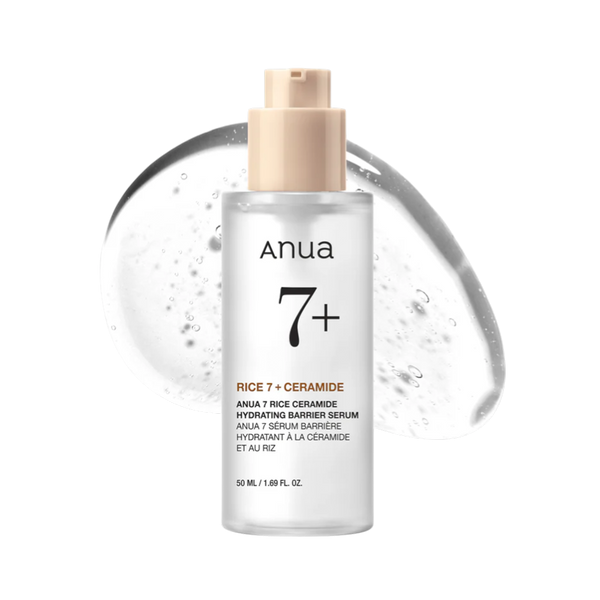 Anua
7+
RICE 7 + CERAMIDE
ANUA 7 RICE CERAMIDE
HYDRATING BARRIER SERUM
ANUA 7 SÉRUM BARRIÈRE
HYDRATANT À LA CÉRAMIDE
ET AU RIZ
50 ML / 1.69 FL. OZ.